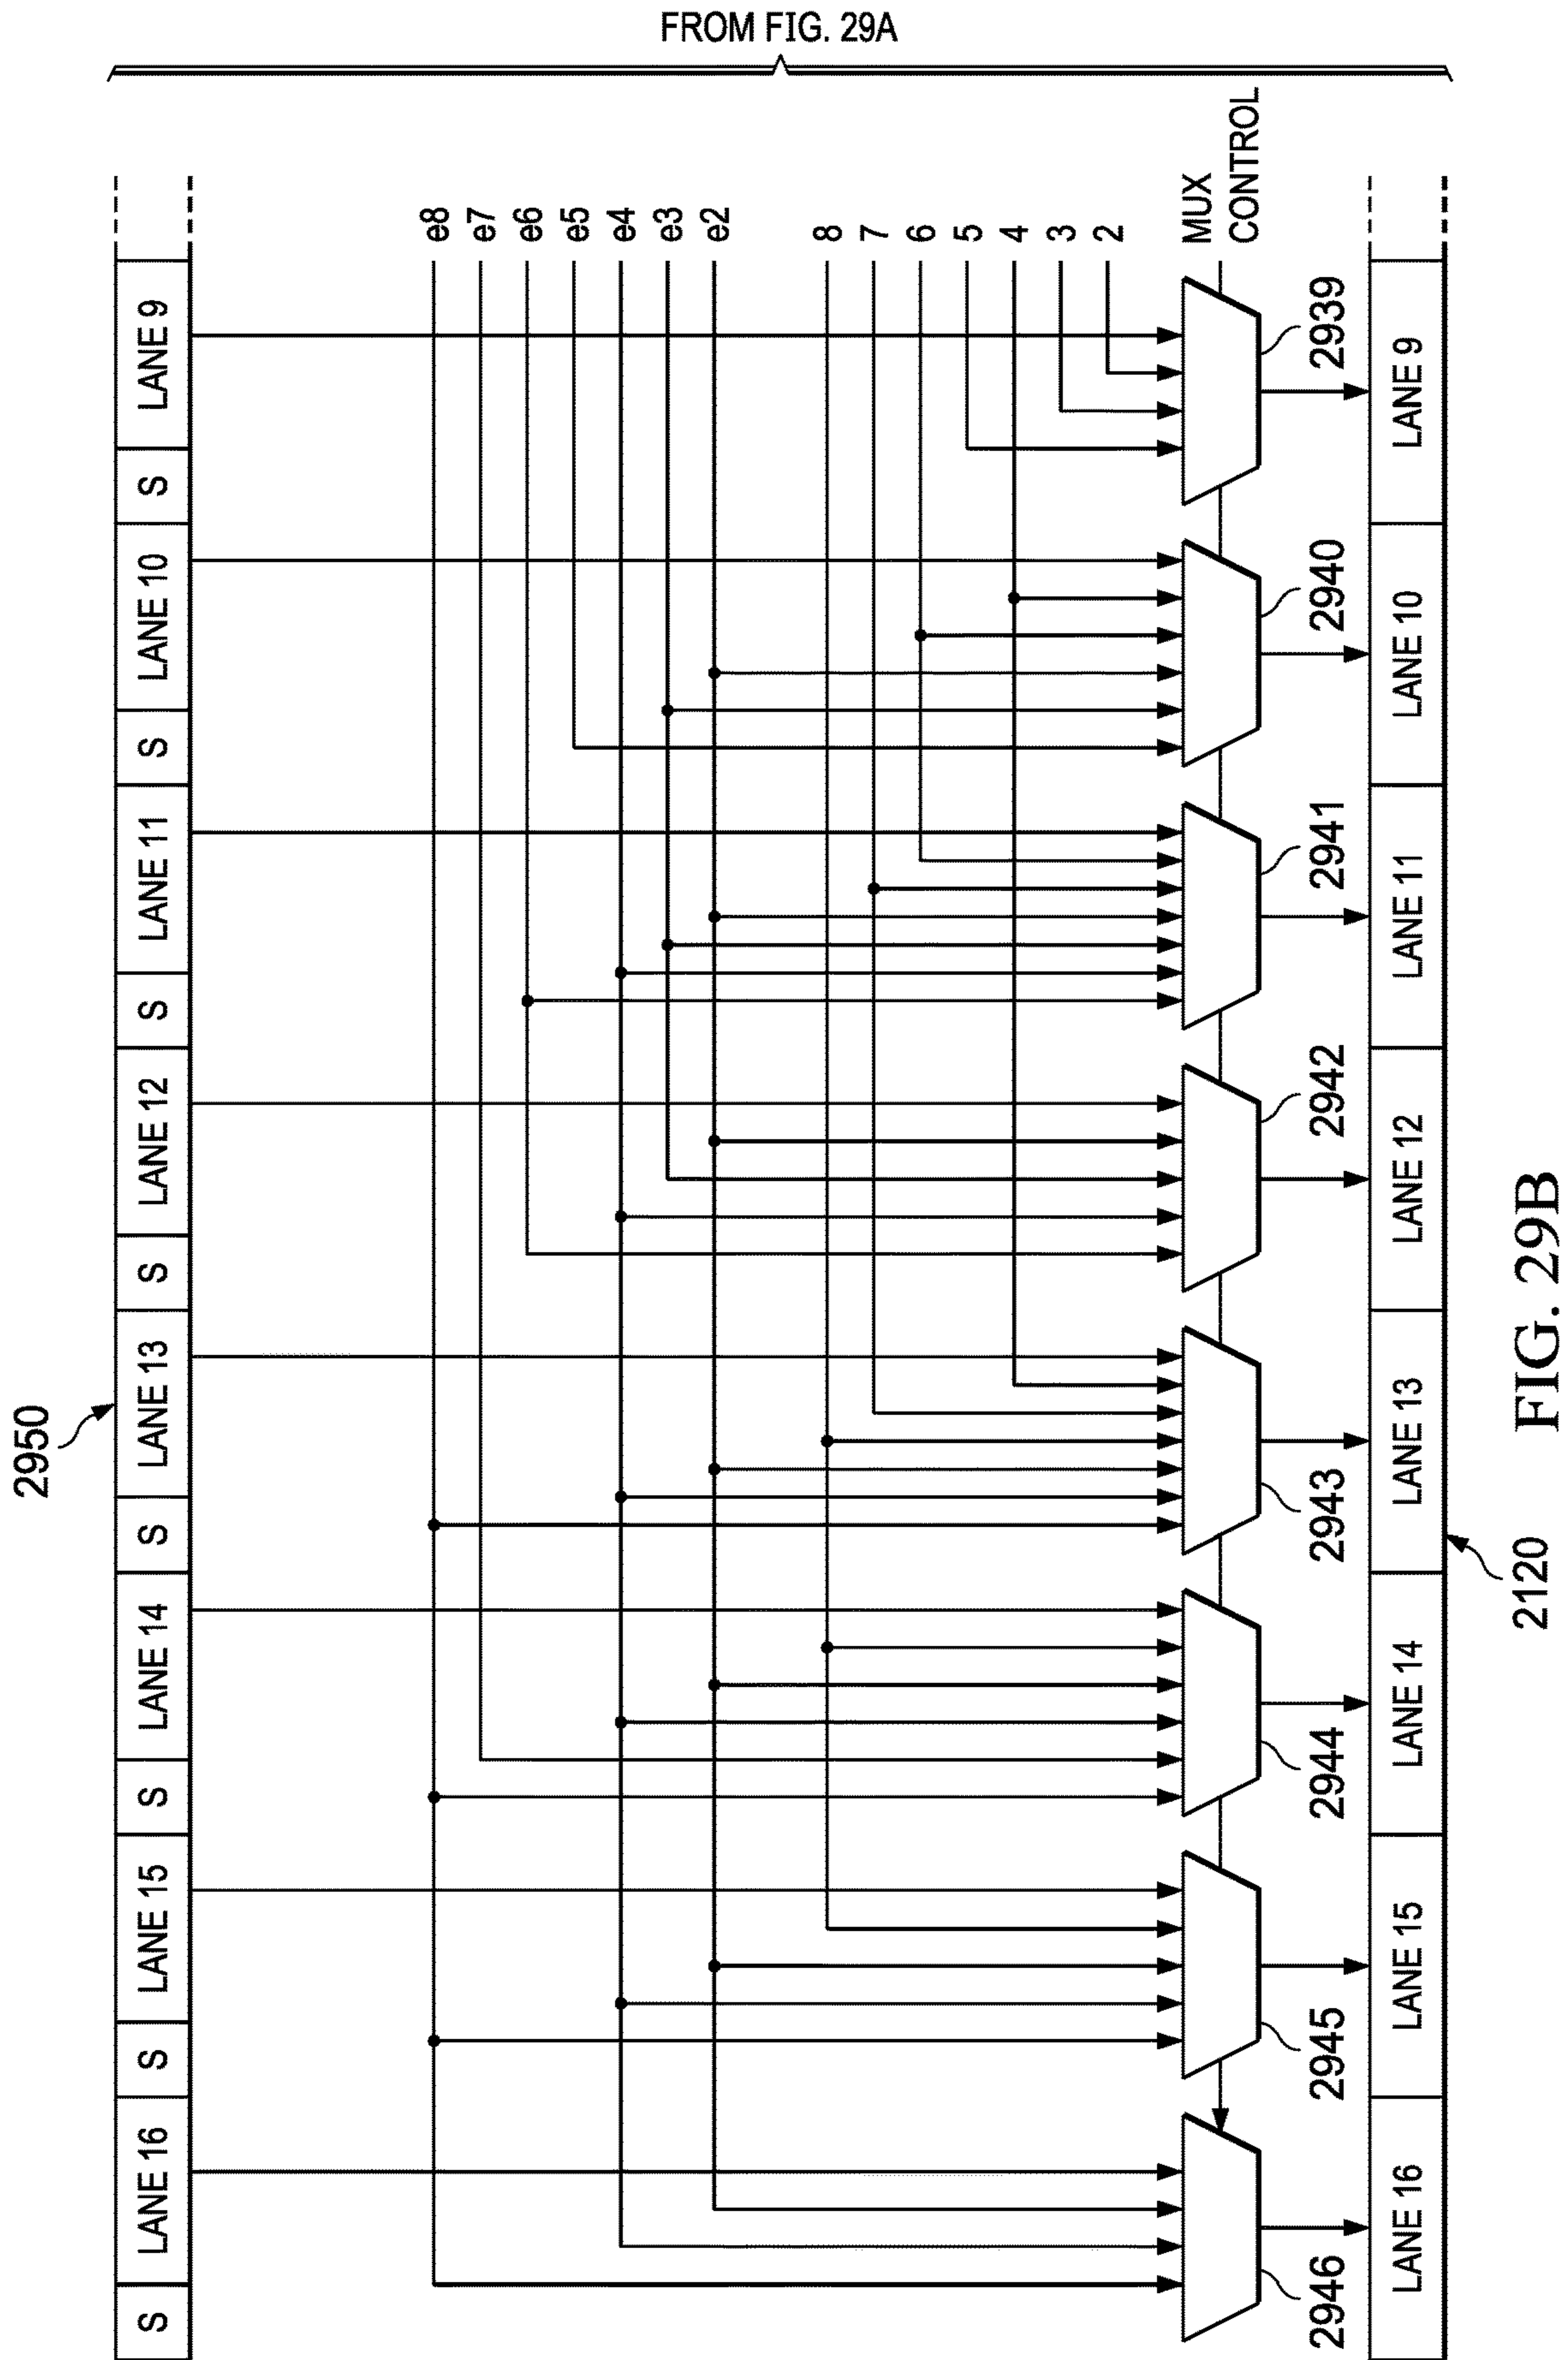 FROM FIG. 29A
2950
S LANE 16 S LANE 15 S LANE 14 S LANE 13 S LANE 12 S LANE 11 S LANE 10 S LANE 9
e8
e7
e6
e5
e4
e3
e2
8
7
6
5
4
3
2
MUX
CONTROL
2946 2945 2944 2943 2942 2941 2940 2939
LANE 16 LANE 15 LANE 14 LANE 13 LANE 12 LANE 11 LANE 10 LANE 9
2120
FIG. 29B